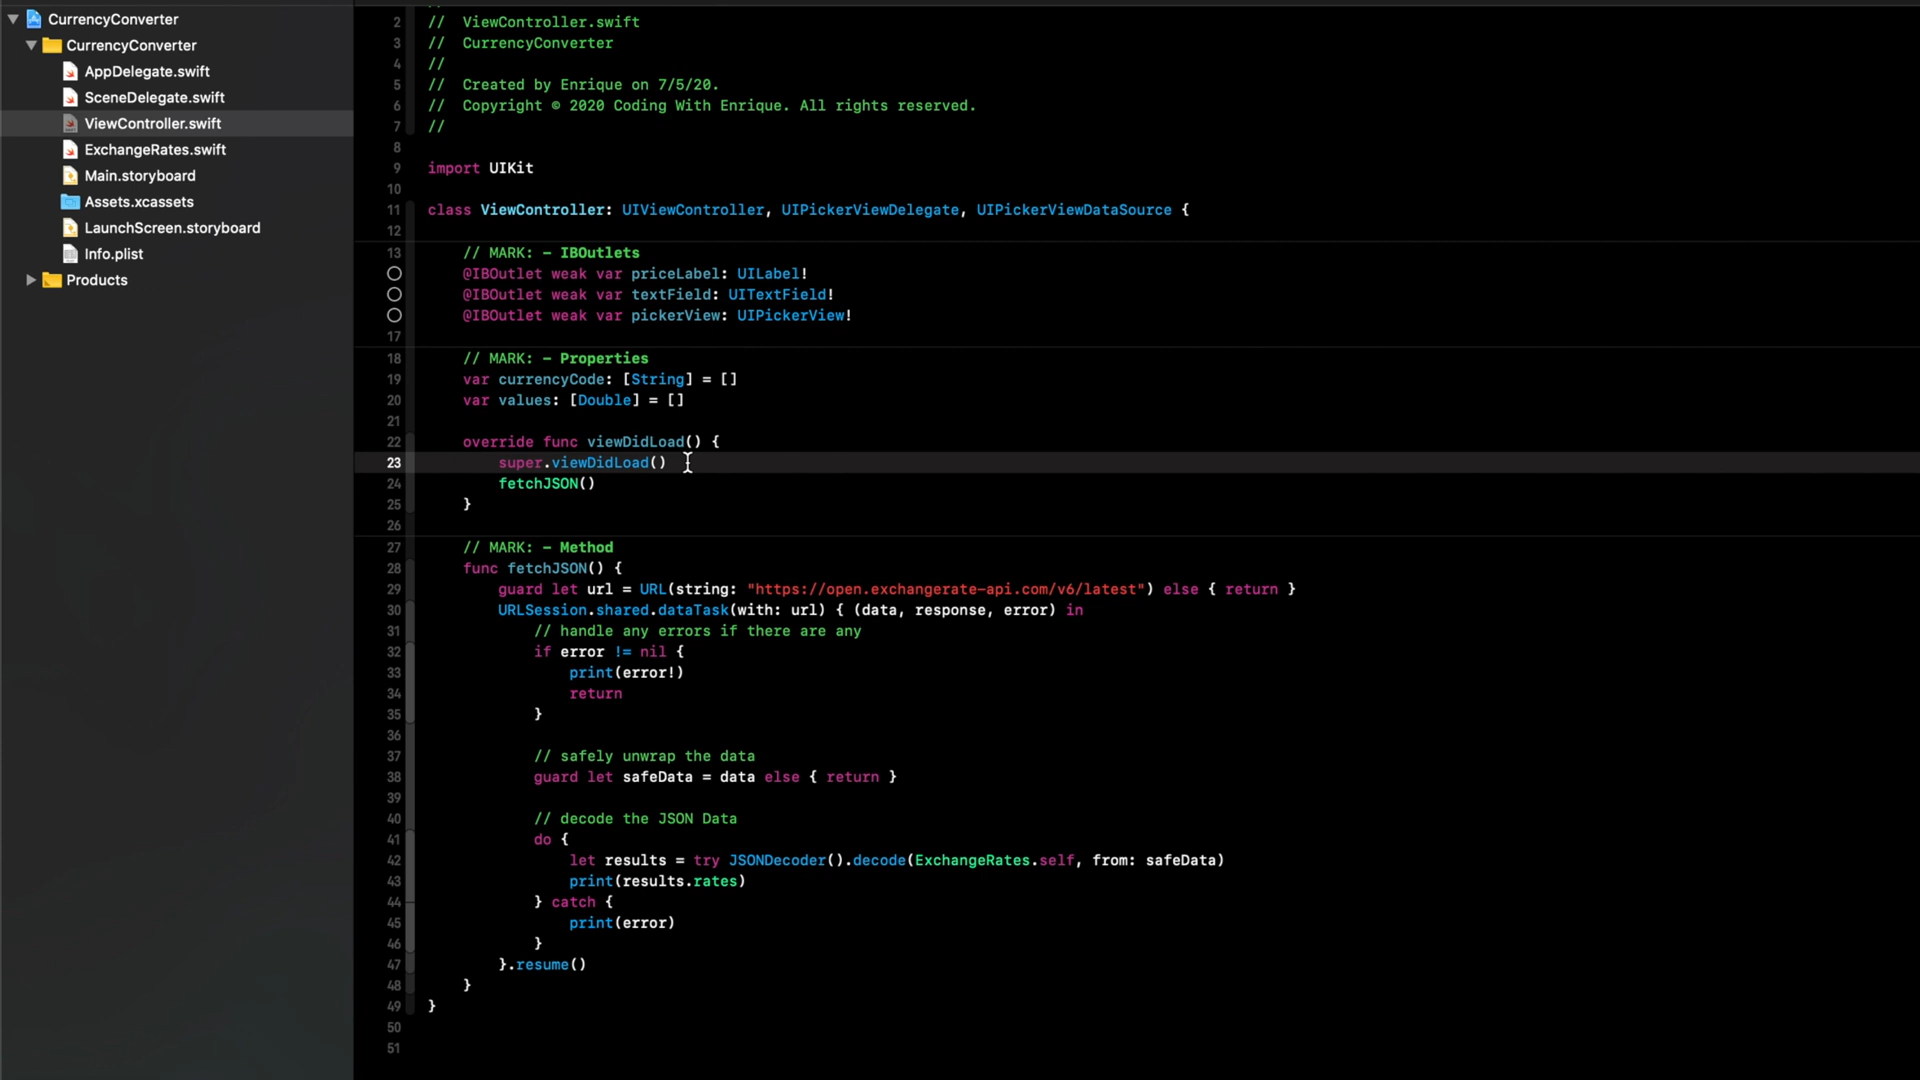 CurrencyConverter
CurrencyConverter
AppDelegate.swift
SceneDelegate.swift
ViewController.swift
ExchangeRates.swift
Main.storyboard
Assets.xcassets
LaunchScreen.storyboard
Info.plist
Products
2 //  ViewController.swift
3 //  CurrencyConverter
4 //
5 //  Created by Enrique on 7/5/20.
6 //  Copyright © 2020 Coding With Enrique. All rights reserved.
7 //
8
9 import UIKit
10
11 class ViewController: UIViewController, UIPickerViewDelegate, UIPickerViewDataSource {
12
13     // MARK: - IBOutlets
    @IBOutlet weak var priceLabel: UILabel!
    @IBOutlet weak var textField: UITextField!
    @IBOutlet weak var pickerView: UIPickerView!
17
18     // MARK: - Properties
19     var currencyCode: [String] = []
20     var values: [Double] = []
21
22     override func viewDidLoad() {
23         super.viewDidLoad()
24         fetchJSON()
25     }
26
27     // MARK: - Method
28     func fetchJSON() {
29         guard let url = URL(string: "https://open.exchangerate-api.com/v6/latest") else { return }
30         URLSession.shared.dataTask(with: url) { (data, response, error) in
31             // handle any errors if there are any
32             if error != nil {
33                 print(error!)
34                 return
35             }
36
37             // safely unwrap the data
38             guard let safeData = data else { return }
39
40             // decode the JSON Data
41             do {
42                 let results = try JSONDecoder().decode(ExchangeRates.self, from: safeData)
43                 print(results.rates)
44             } catch {
45                 print(error)
46             }
47         }.resume()
48     }
49 }
50
51